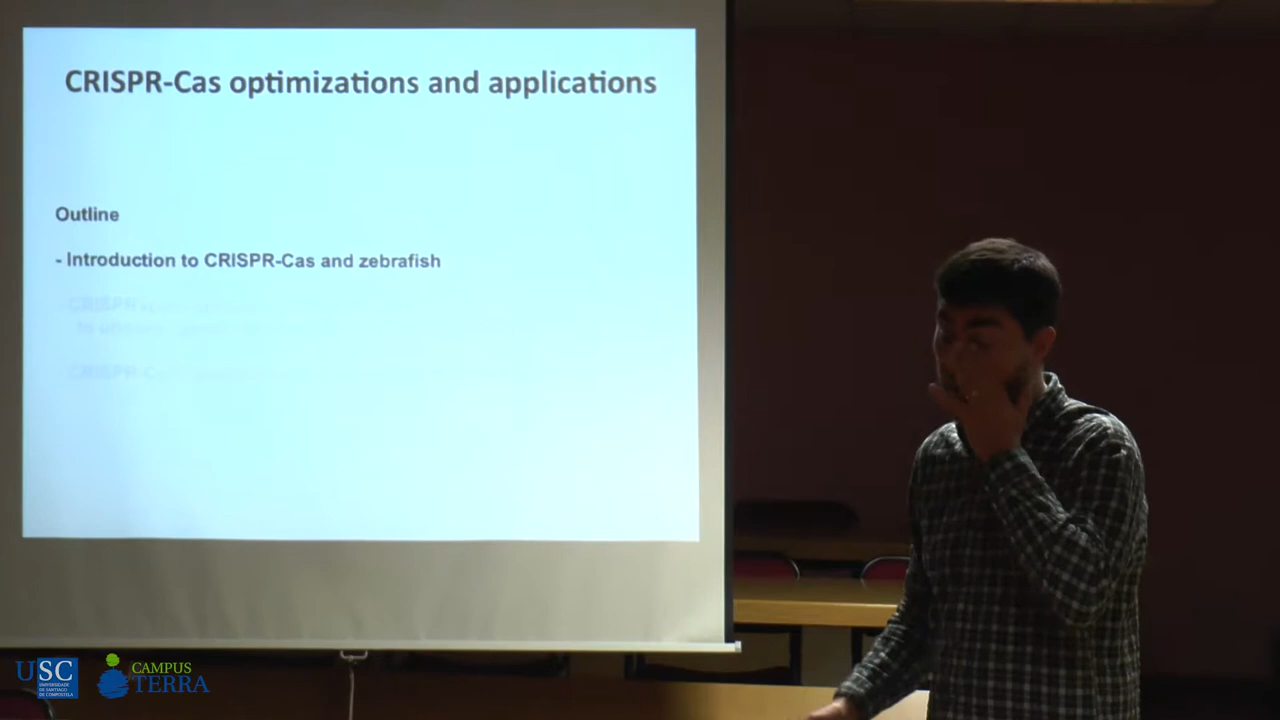 CRISPR-Cas optimizations and applications
Outline
- Introduction to CRISPR-Cas and zebrafish
USC
UNIVERSIDADE
DE SANTIAGO
DE COMPOSTELA
CAMPUS
TERRA